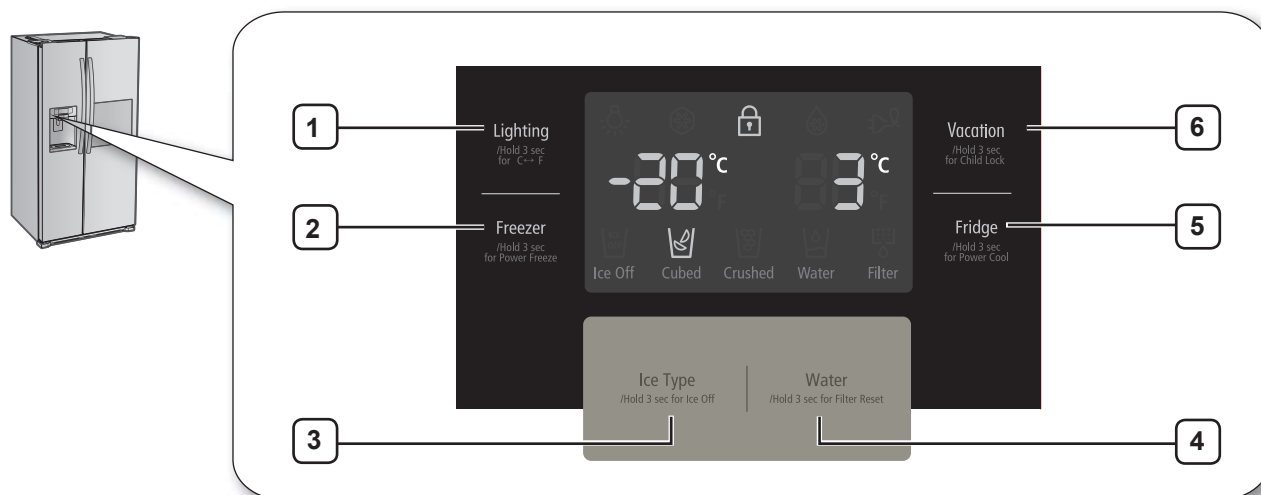 1
Lighting
/Hold 3 sec
for C↔ F
2
Freezer
/Hold 3 sec
for Power Freeze
-20 °C
3 °C
°F
Ice Off Cubed Crushed Water Filter
6
Vacation
/Hold 3 sec
for Child Lock
5
Fridge
/Hold 3 sec
for Power Cool
Ice Type
/Hold 3 sec for Ice Off
Water
/Hold 3 sec for Filter Reset
3
4